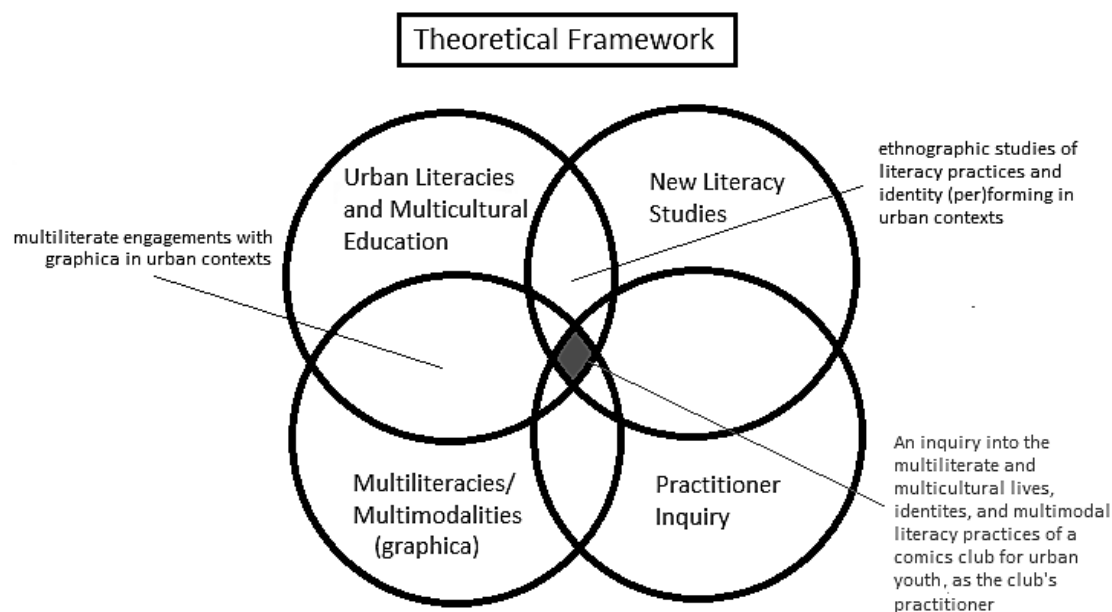 Theoretical Framework
Urban Literacies
and Multicultural
Education
New Literacy
Studies
ethnographic studies of
literacy practices and
identity (per)forming in
urban contexts
multiliterate engagements with
graphica in urban contexts
Multiliteracies/
Multimodalities
(graphica)
Practitioner
Inquiry
An inquiry into the
multiliterate and
multicultural lives,
identites, and multimodal
literacy practices of a
comics club for urban
youth, as the club's
practitioner